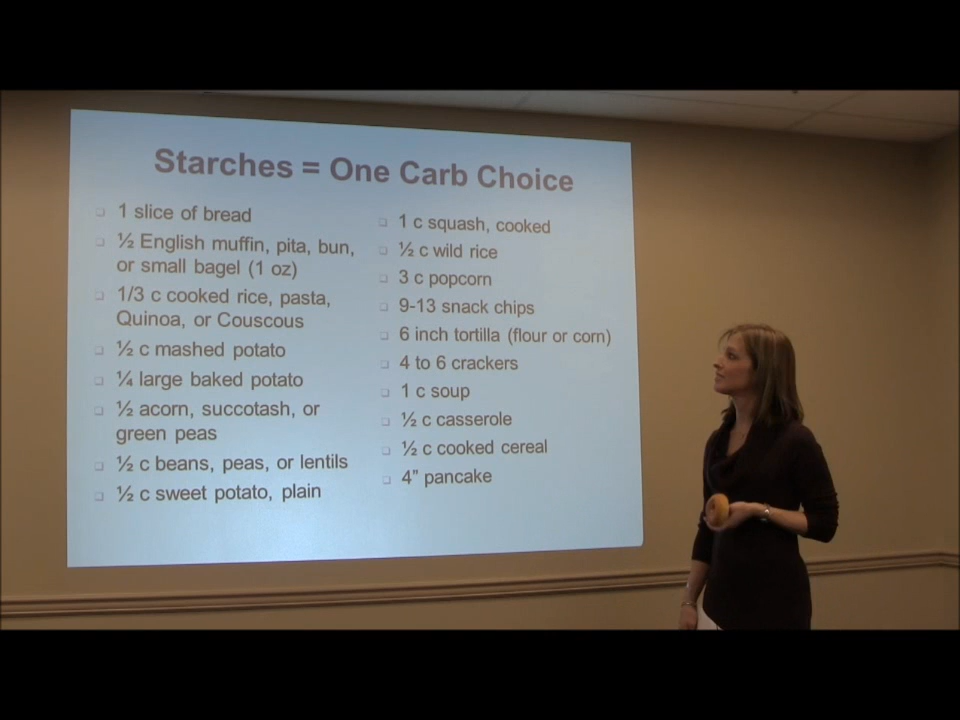 Starches = One Carb Choice
1 slice of bread
½ English muffin, pita, bun,
or small bagel (1 oz)
1/3 c cooked rice, pasta,
Quinoa, or Couscous
½ c mashed potato
¼ large baked potato
½ acorn, succotash, or
green peas
½ c beans, peas, or lentils
½ c sweet potato, plain
1 c squash, cooked
½ c wild rice
3 c popcorn
9-13 snack chips
6 inch tortilla (flour or corn)
4 to 6 crackers
1 c soup
½ c casserole
½ c cooked cereal
4" pancake